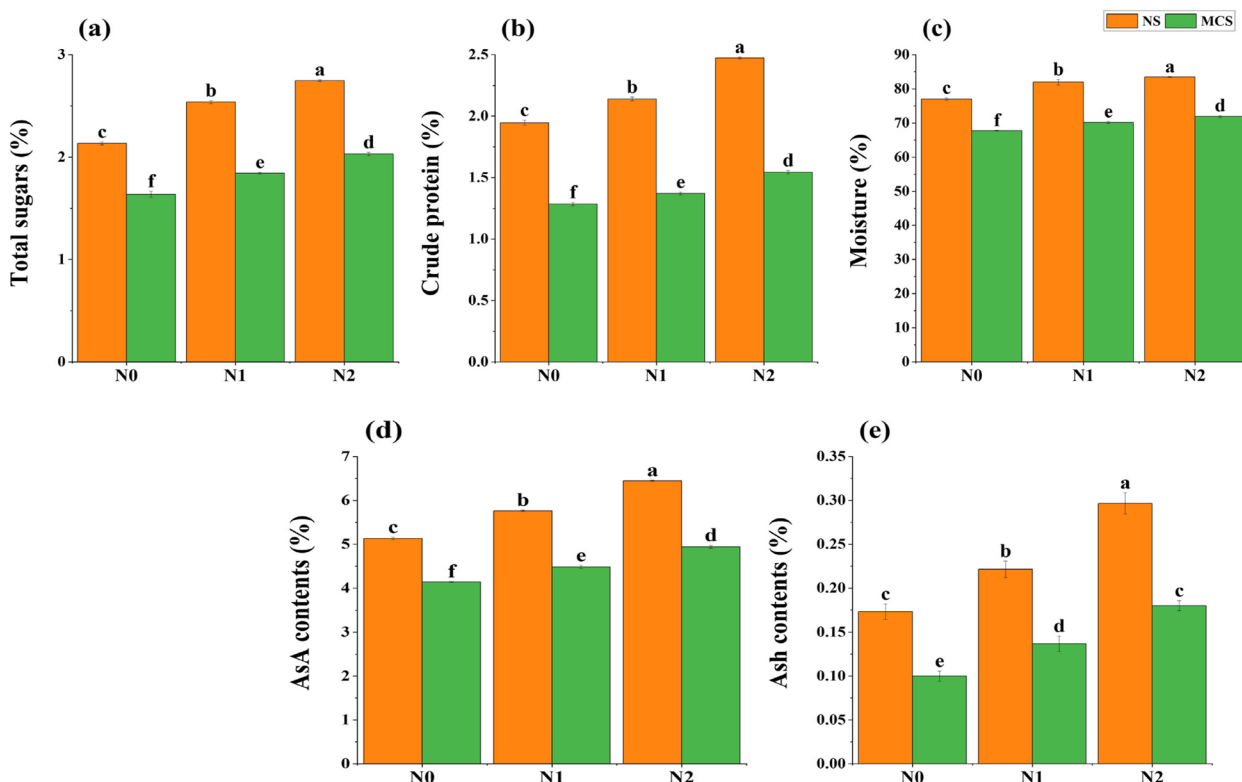 NS MCS
(a)
Total sugars (%)
3
2
1
0
c
f
b
e
a
d
N0 N1 N2
(b)
Crude protein (%)
2.5
2.0
1.5
1.0
0.5
0.0
c
f
b
e
a
d
N0 N1 N2
(c)
Moisture (%)
90
80
70
60
50
40
30
20
10
0
c
f
b
e
a
d
N0 N1 N2
(d)
AsA contents (%)
7
6
5
4
3
2
1
0
c
f
b
e
a
d
N0 N1 N2
(e)
Ash contents (%)
0.35
0.30
0.25
0.20
0.15
0.10
0.05
0.00
c
e
b
d
a
c
N0 N1 N2